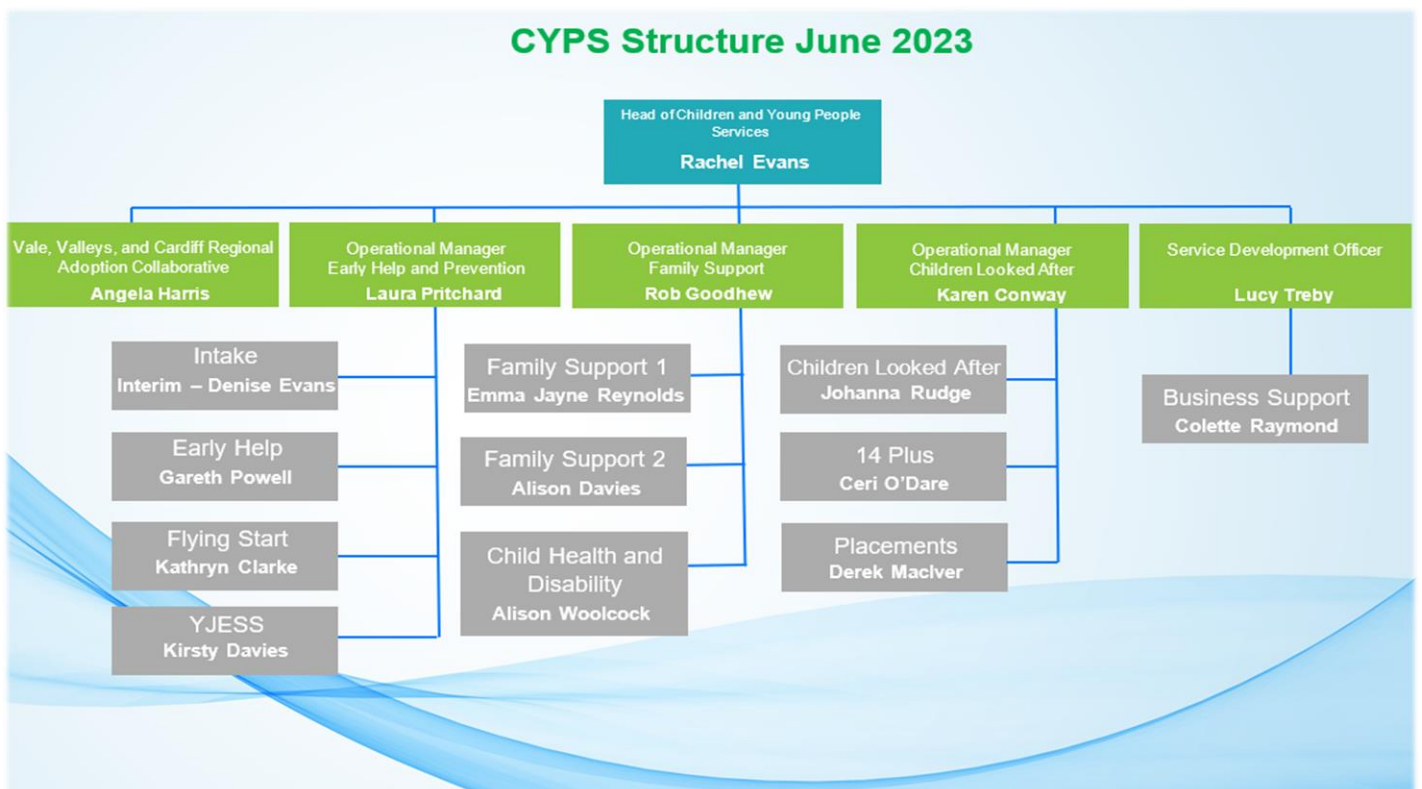 CYPS Structure June 2023
Head of Children and Young People
Services
Rachel Evans
Vale, Valleys, and Cardiff Regional
Adoption Collaborative
Angela Harris
Operational Manager
Early Help and Prevention
Laura Pritchard
Operational Manager
Family Support
Rob Goodhew
Operational Manager
Children Looked After
Karen Conway
Service Development Officer
Lucy Treby
Intake
Interim – Denise Evans
Early Help
Gareth Powell
Flying Start
Kathryn Clarke
YJESS
Kirsty Davies
Family Support 1
Emma Jayne Reynolds
Family Support 2
Alison Davies
Child Health and
Disability
Alison Woolcock
Children Looked After
Johanna Rudge
14 Plus
Ceri O’Dare
Placements
Derek MacIver
Business Support
Colette Raymond